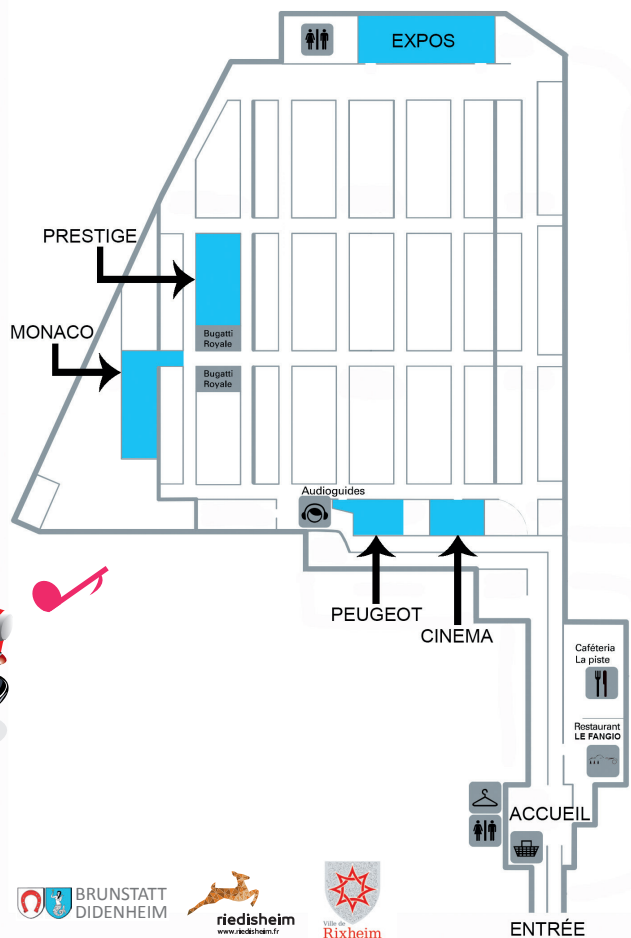 EXPOS
PRESTIGE
Bugatti
Royale
MONACO
Bugatti
Royale
Audioguides
PEUGEOT
CINEMA
Caféteria
La piste
Restaurant
LE FANGIO
ACCUEIL
BRUNSTATT
DIDENHEIM
riedisheim
www.riedisheim.fr
Ville de
Rixheim
ENTRÉE